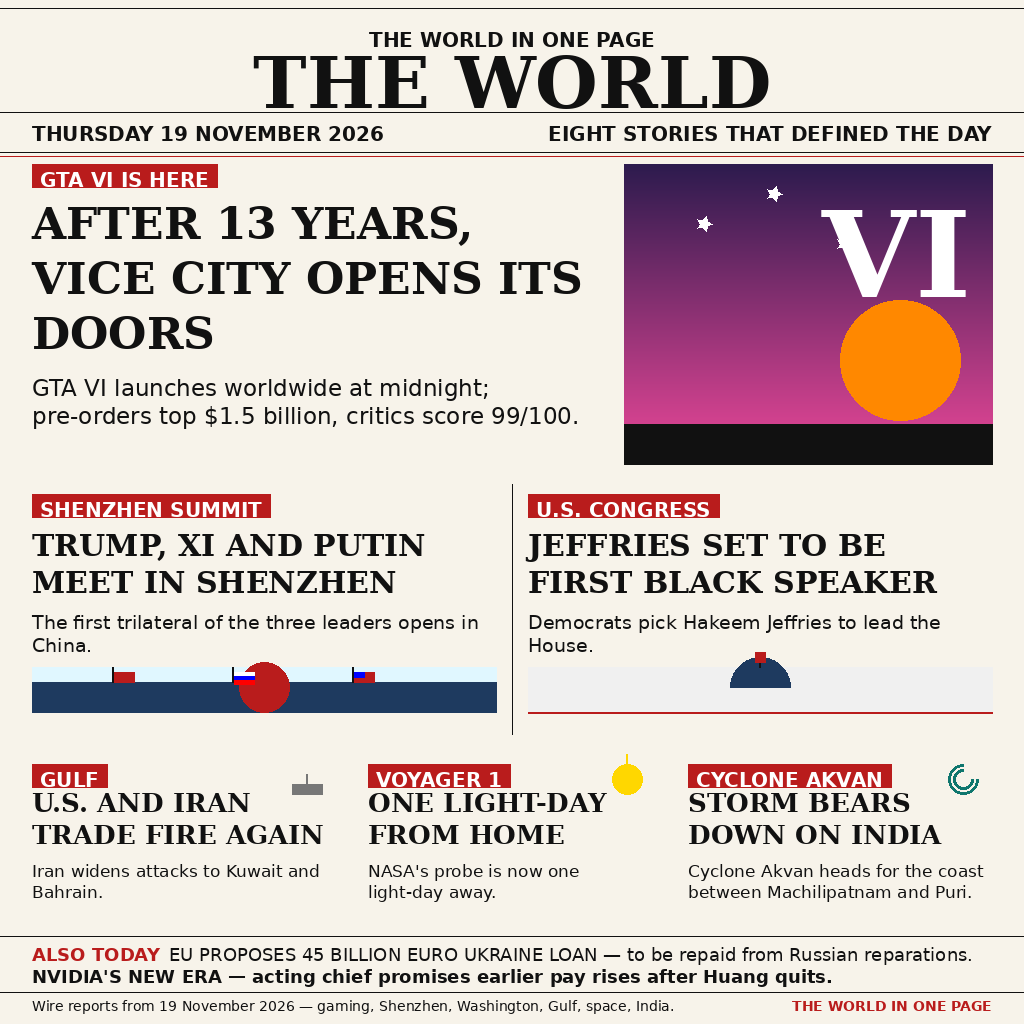 THE WORLD IN ONE PAGE
THE WORLD
THURSDAY 19 NOVEMBER 2026
EIGHT STORIES THAT DEFINED THE DAY
GTA VI IS HERE
AFTER 13 YEARS,
VICE CITY OPENS ITS
DOORS
GTA VI launches worldwide at midnight;
pre-orders top $1.5 billion, critics score 99/100.
VI
SHENZHEN SUMMIT
TRUMP, XI AND PUTIN
MEET IN SHENZHEN
The first trilateral of the three leaders opens in
China.
U.S. CONGRESS
JEFFRIES SET TO BE
FIRST BLACK SPEAKER
Democrats pick Hakeem Jeffries to lead the
House.
GULF
U.S. AND IRAN
TRADE FIRE AGAIN
Iran widens attacks to Kuwait and
Bahrain.
VOYAGER 1
ONE LIGHT-DAY
FROM HOME
NASA's probe is now one
light-day away.
CYCLONE AKVAN
STORM BEARS
DOWN ON INDIA
Cyclone Akvan heads for the coast
between Machilipatnam and Puri.
ALSO TODAY EU PROPOSES 45 BILLION EURO UKRAINE LOAN — to be repaid from Russian reparations.
NVIDIA'S NEW ERA — acting chief promises earlier pay rises after Huang quits.
Wire reports from 19 November 2026 — gaming, Shenzhen, Washington, Gulf, space, India.
THE WORLD IN ONE PAGE